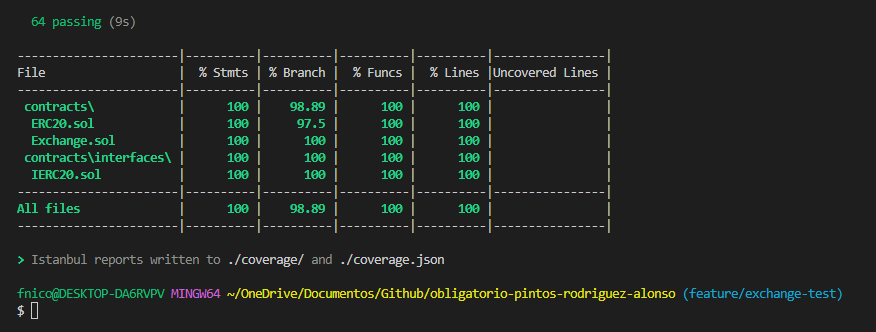 64 passing (9s)
----------------------|----------|----------|----------|----------|----------------|
File                  |  % Stmts | % Branch |  % Funcs |  % Lines |Uncovered Lines |
----------------------|----------|----------|----------|----------|----------------|
 contracts\           |      100 |    98.89 |      100 |      100 |                |
  ERC20.sol           |      100 |     97.5 |      100 |      100 |                |
  Exchange.sol        |      100 |      100 |      100 |      100 |                |
 contracts\interfaces\ |      100 |      100 |      100 |      100 |                |
  IERC20.sol          |      100 |      100 |      100 |      100 |                |
----------------------|----------|----------|----------|----------|----------------|
All files             |      100 |    98.89 |      100 |      100 |                |
----------------------|----------|----------|----------|----------|----------------|
> Istanbul reports written to ./coverage/ and ./coverage.json
fnico@DESKTOP-DA6RVPV MINGW64 ~/OneDrive/Documentos/Github/obligatorio-pintos-rodriguez-alonso (feature/exchange-test)
$